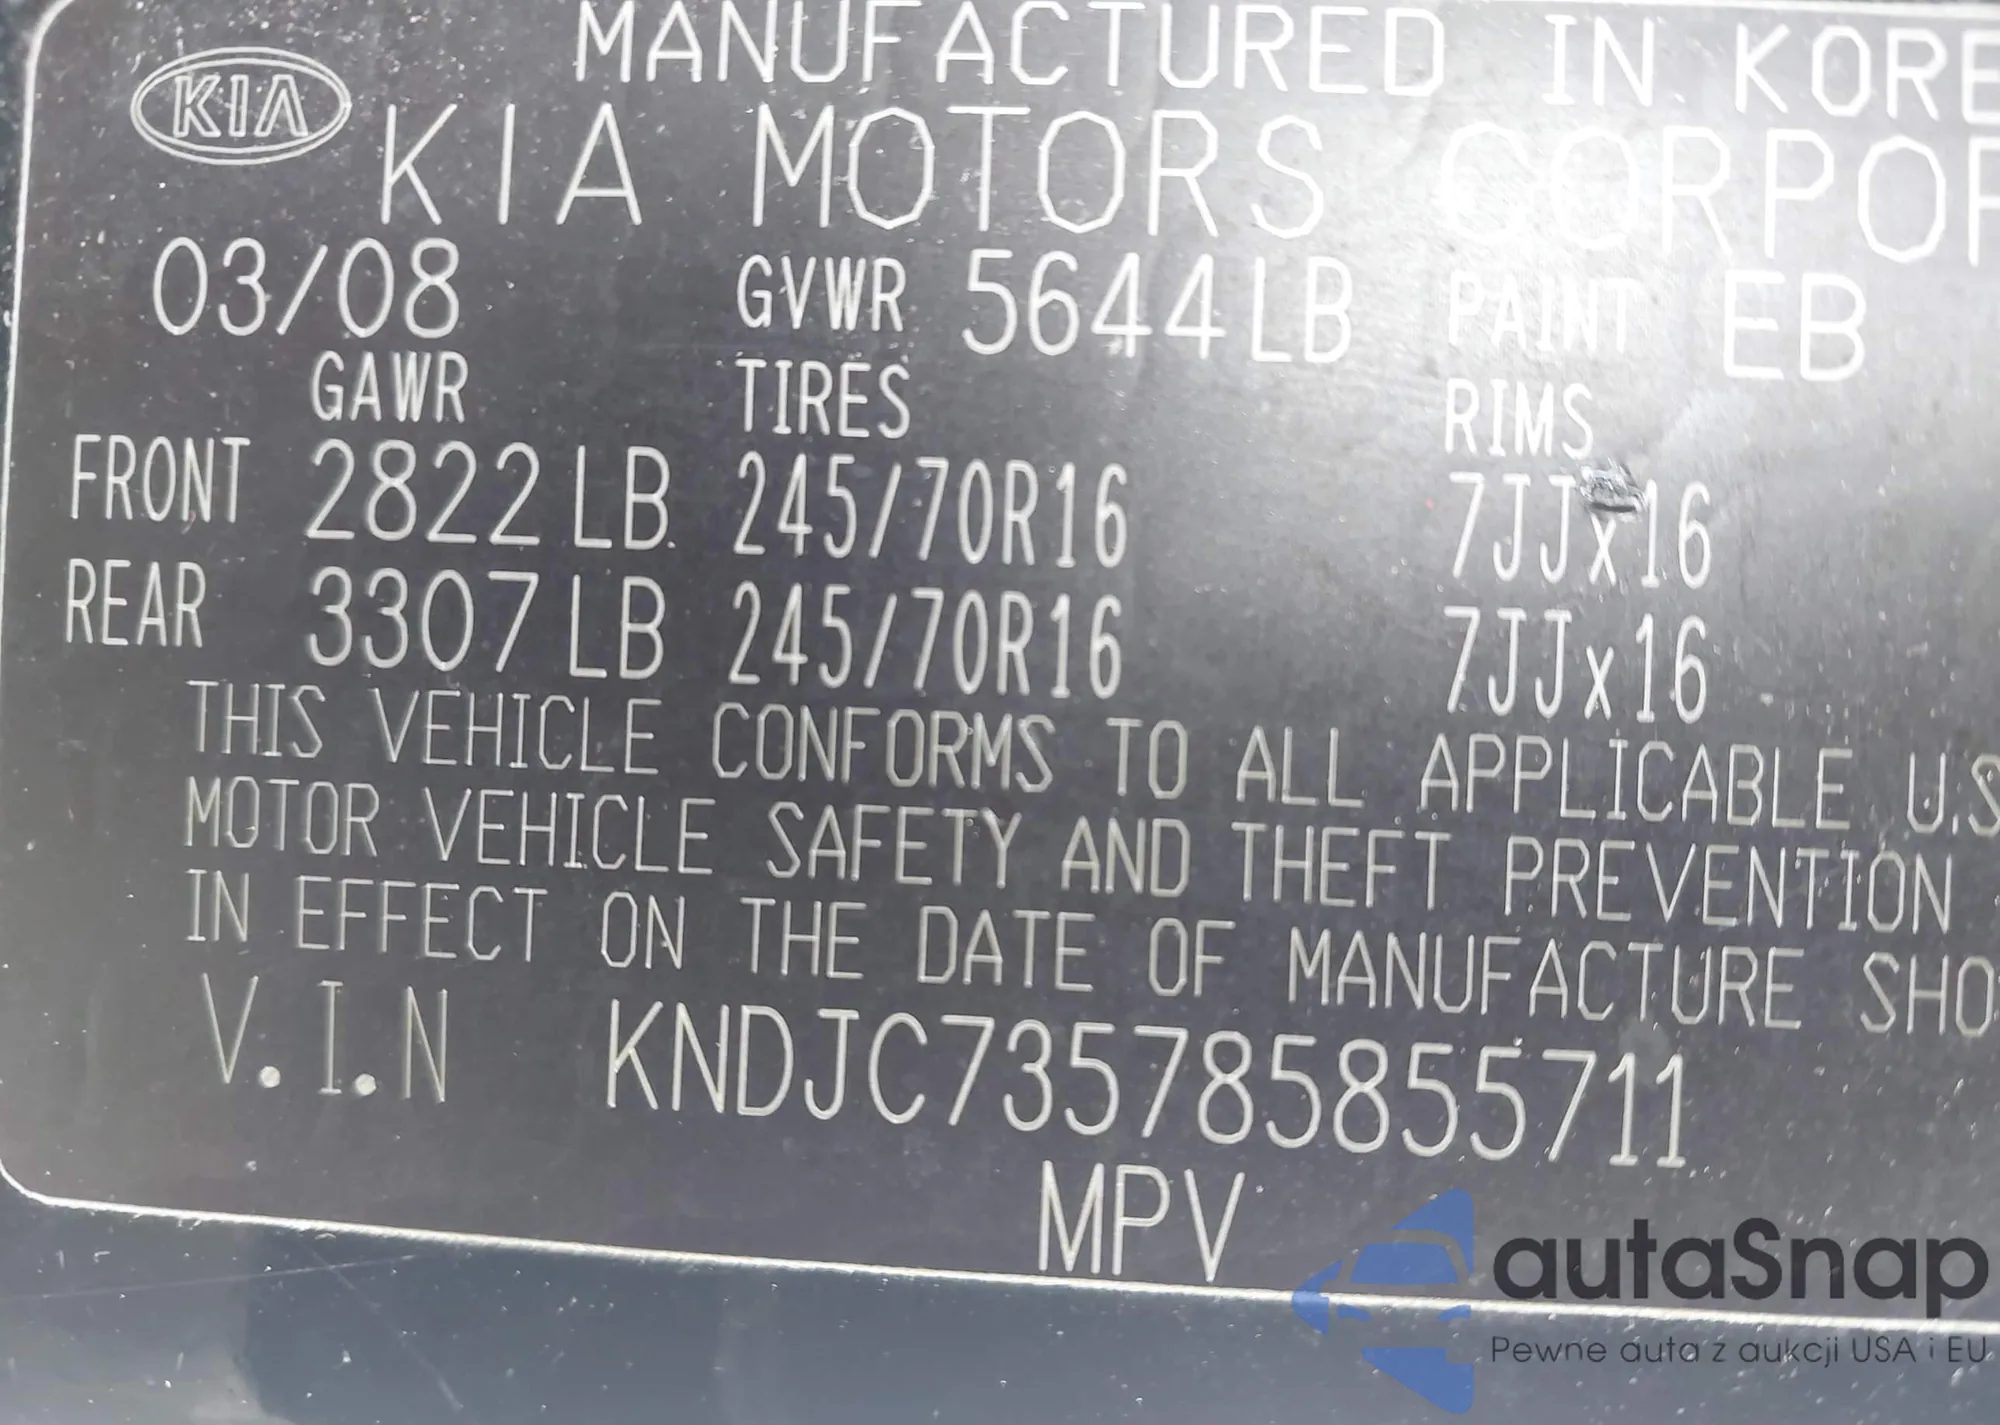 MANUFACTURED IN KORE
KIA
KIA MOTORS CORPOR
03/08 GVWR 5644LB PAINT EB
GAWR TIRES RIMS
FRONT 2822LB 245/70R16 7JJx16
REAR 3307LB 245/70R16 7JJx16
THIS VEHICLE CONFORMS TO ALL APPLICABLE U.S
MOTOR VEHICLE SAFETY AND THEFT PREVENTION
IN EFFECT ON THE DATE OF MANUFACTURE SHO
V.I.N KNDJC735785855711
MPV
autaSnap
Pewne auta z aukcji USA i EU